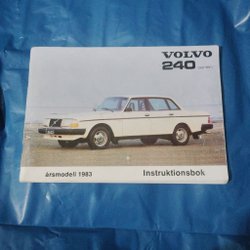 VOLVO
240
årsmodell 1983
Instruktionsbok